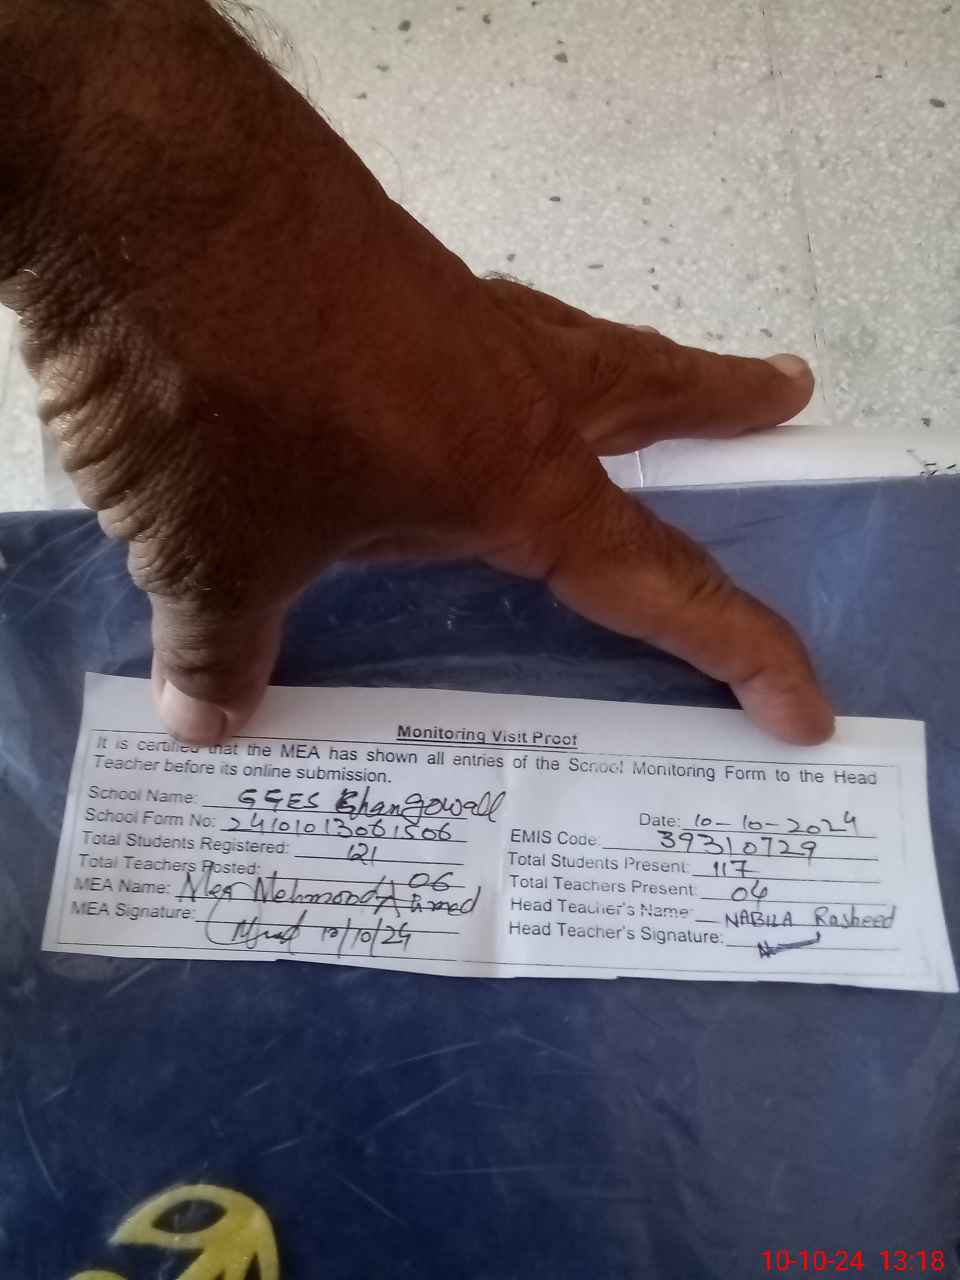 Monitoring Visit Proof
It is certified that the MEA has shown all entries of the School Monitoring Form to the Head
Teacher before its online submission.
School Name: GGES Bhangowall
Date: 10-10-2024
School Form No: 24101013061506
EMIS Code: 39310729
Total Students Registered: 121
Total Students Present: 117
Total Teachers Posted: 06
Total Teachers Present: 04
MEA Name: Mea Mehmood Ahmed
Head Teacher's Name: NABILA Rasheed
MEA Signature: 10/10/24
Head Teacher's Signature:
10-10-24 13:18